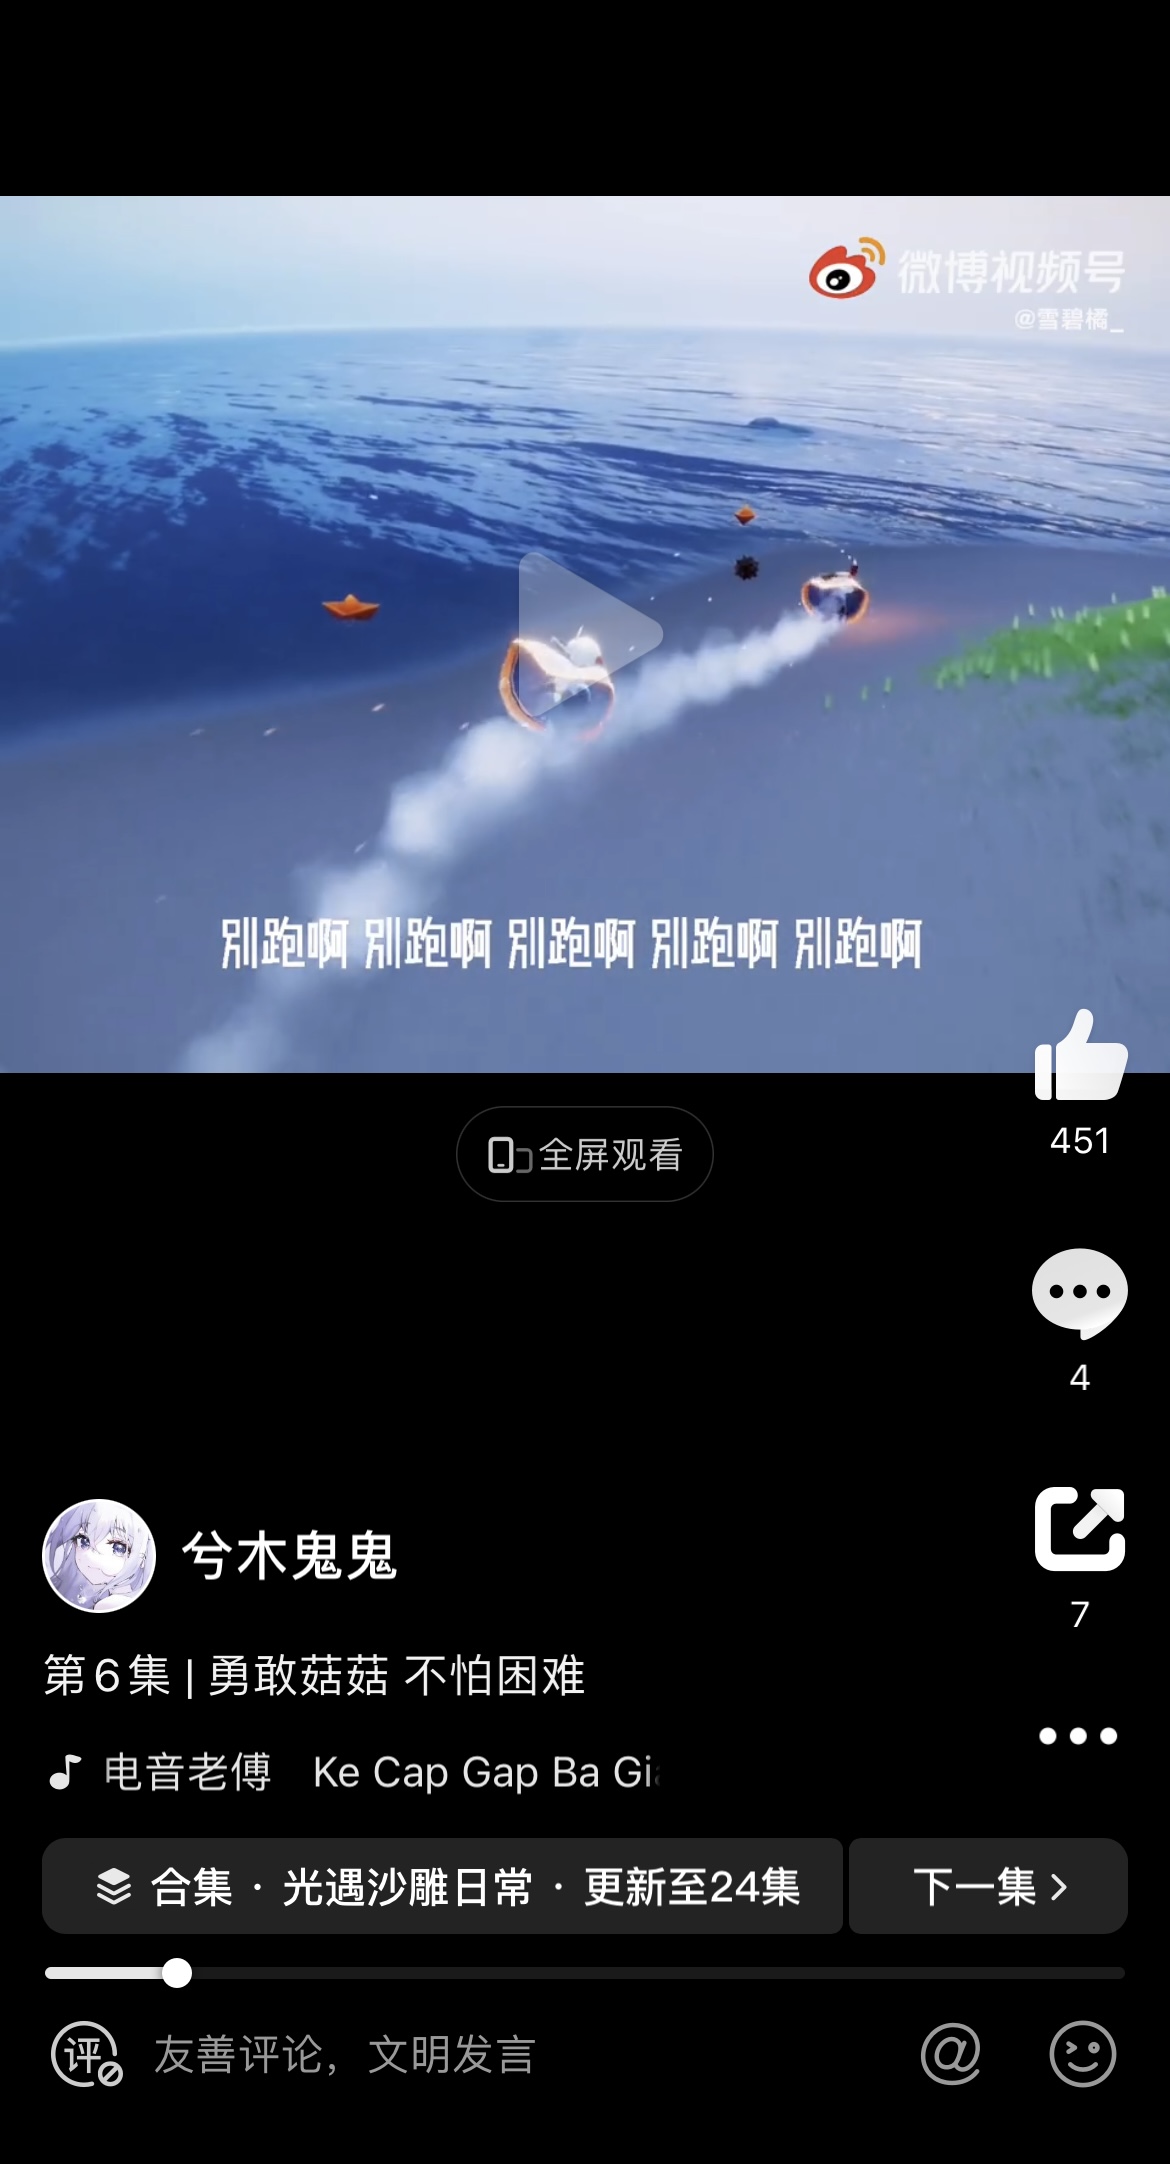 微博视频号
@雪碧橘_
别跑啊 别跑啊 别跑啊 别跑啊 别跑啊
451
全屏观看
4
兮木鬼鬼
7
第6集 | 勇敢菇菇 不怕困难
电音老傅 Ke Cap Gap Ba Gi
合集 · 光遇沙雕日常 · 更新至24集
下一集
评
友善评论，文明发言
@